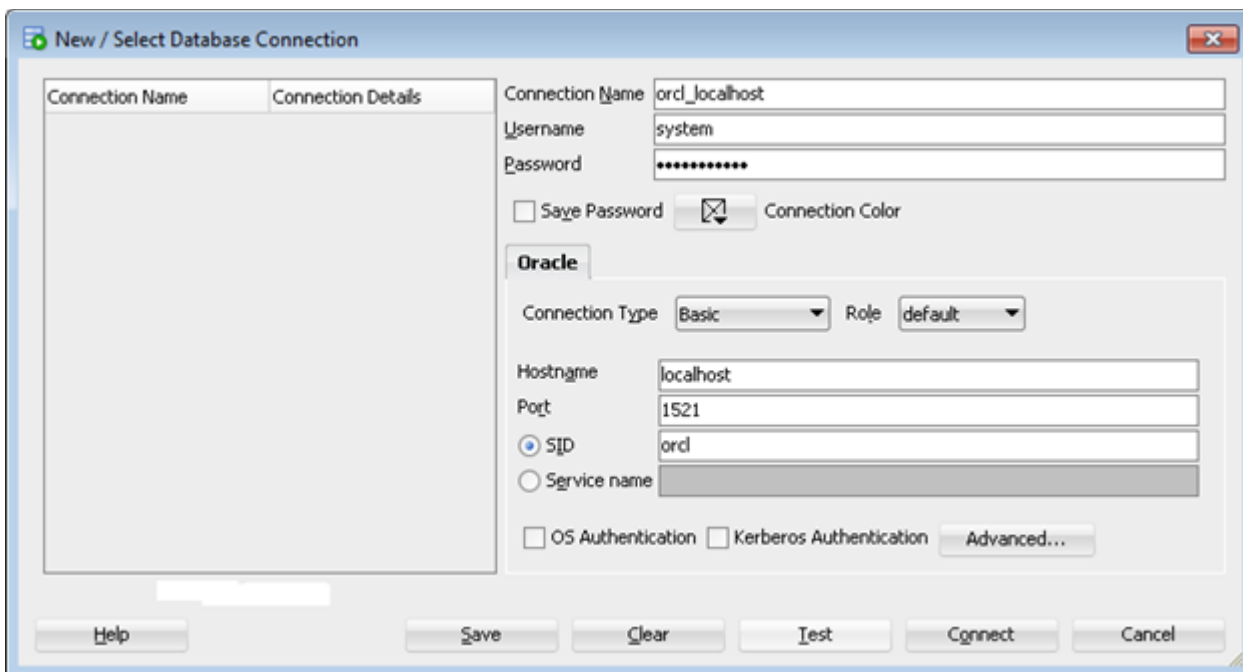 New / Select Database Connection
Connection Name Connection Details
Connection Name orcl_localhost
Username system
Password •••••••••••
Save Password Connection Color
Oracle
Connection Type Basic Role default
Hostname localhost
Port 1521
SID orcl
Service name
OS Authentication Kerberos Authentication Advanced...
Help Save Clear Test Connect Cancel